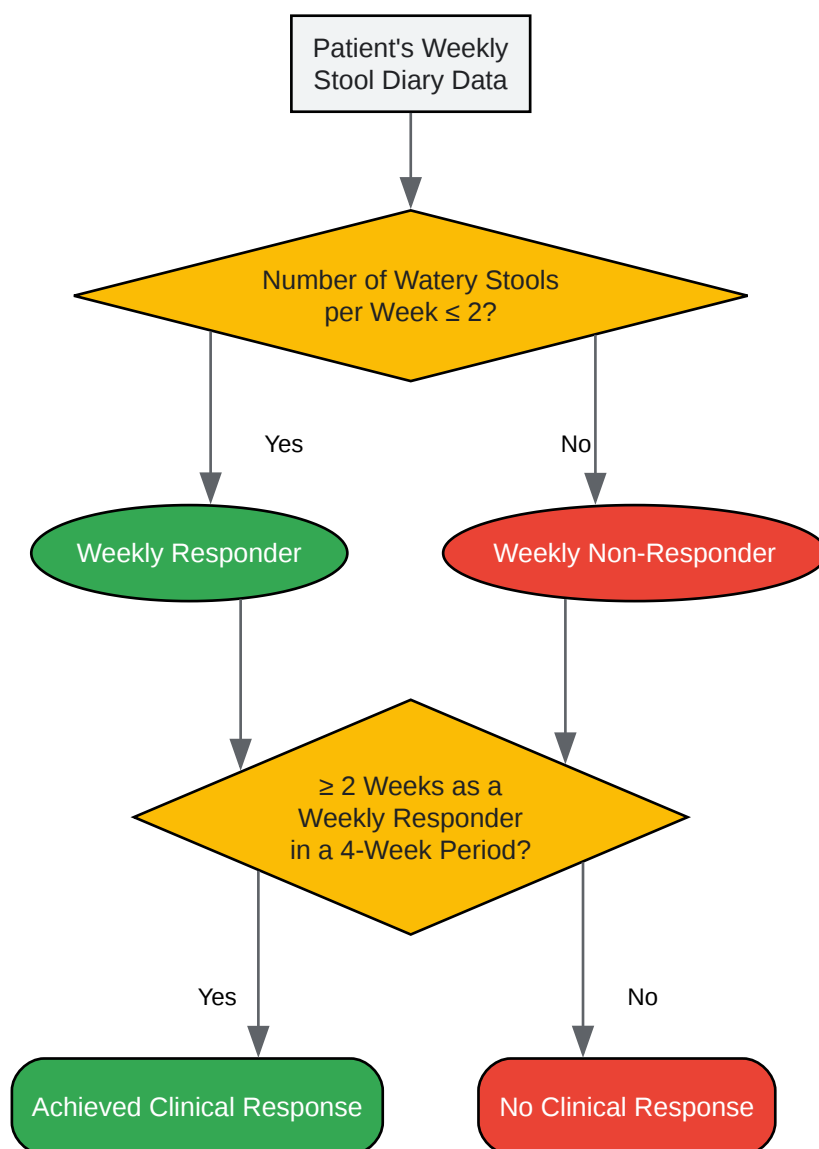 Patient's Weekly
Stool Diary Data
Number of Watery Stools
per Week ≤ 2?
Yes
No
Weekly Responder
Weekly Non-Responder
≥ 2 Weeks as a
Weekly Responder
in a 4-Week Period?
Yes
No
Achieved Clinical Response
No Clinical Response